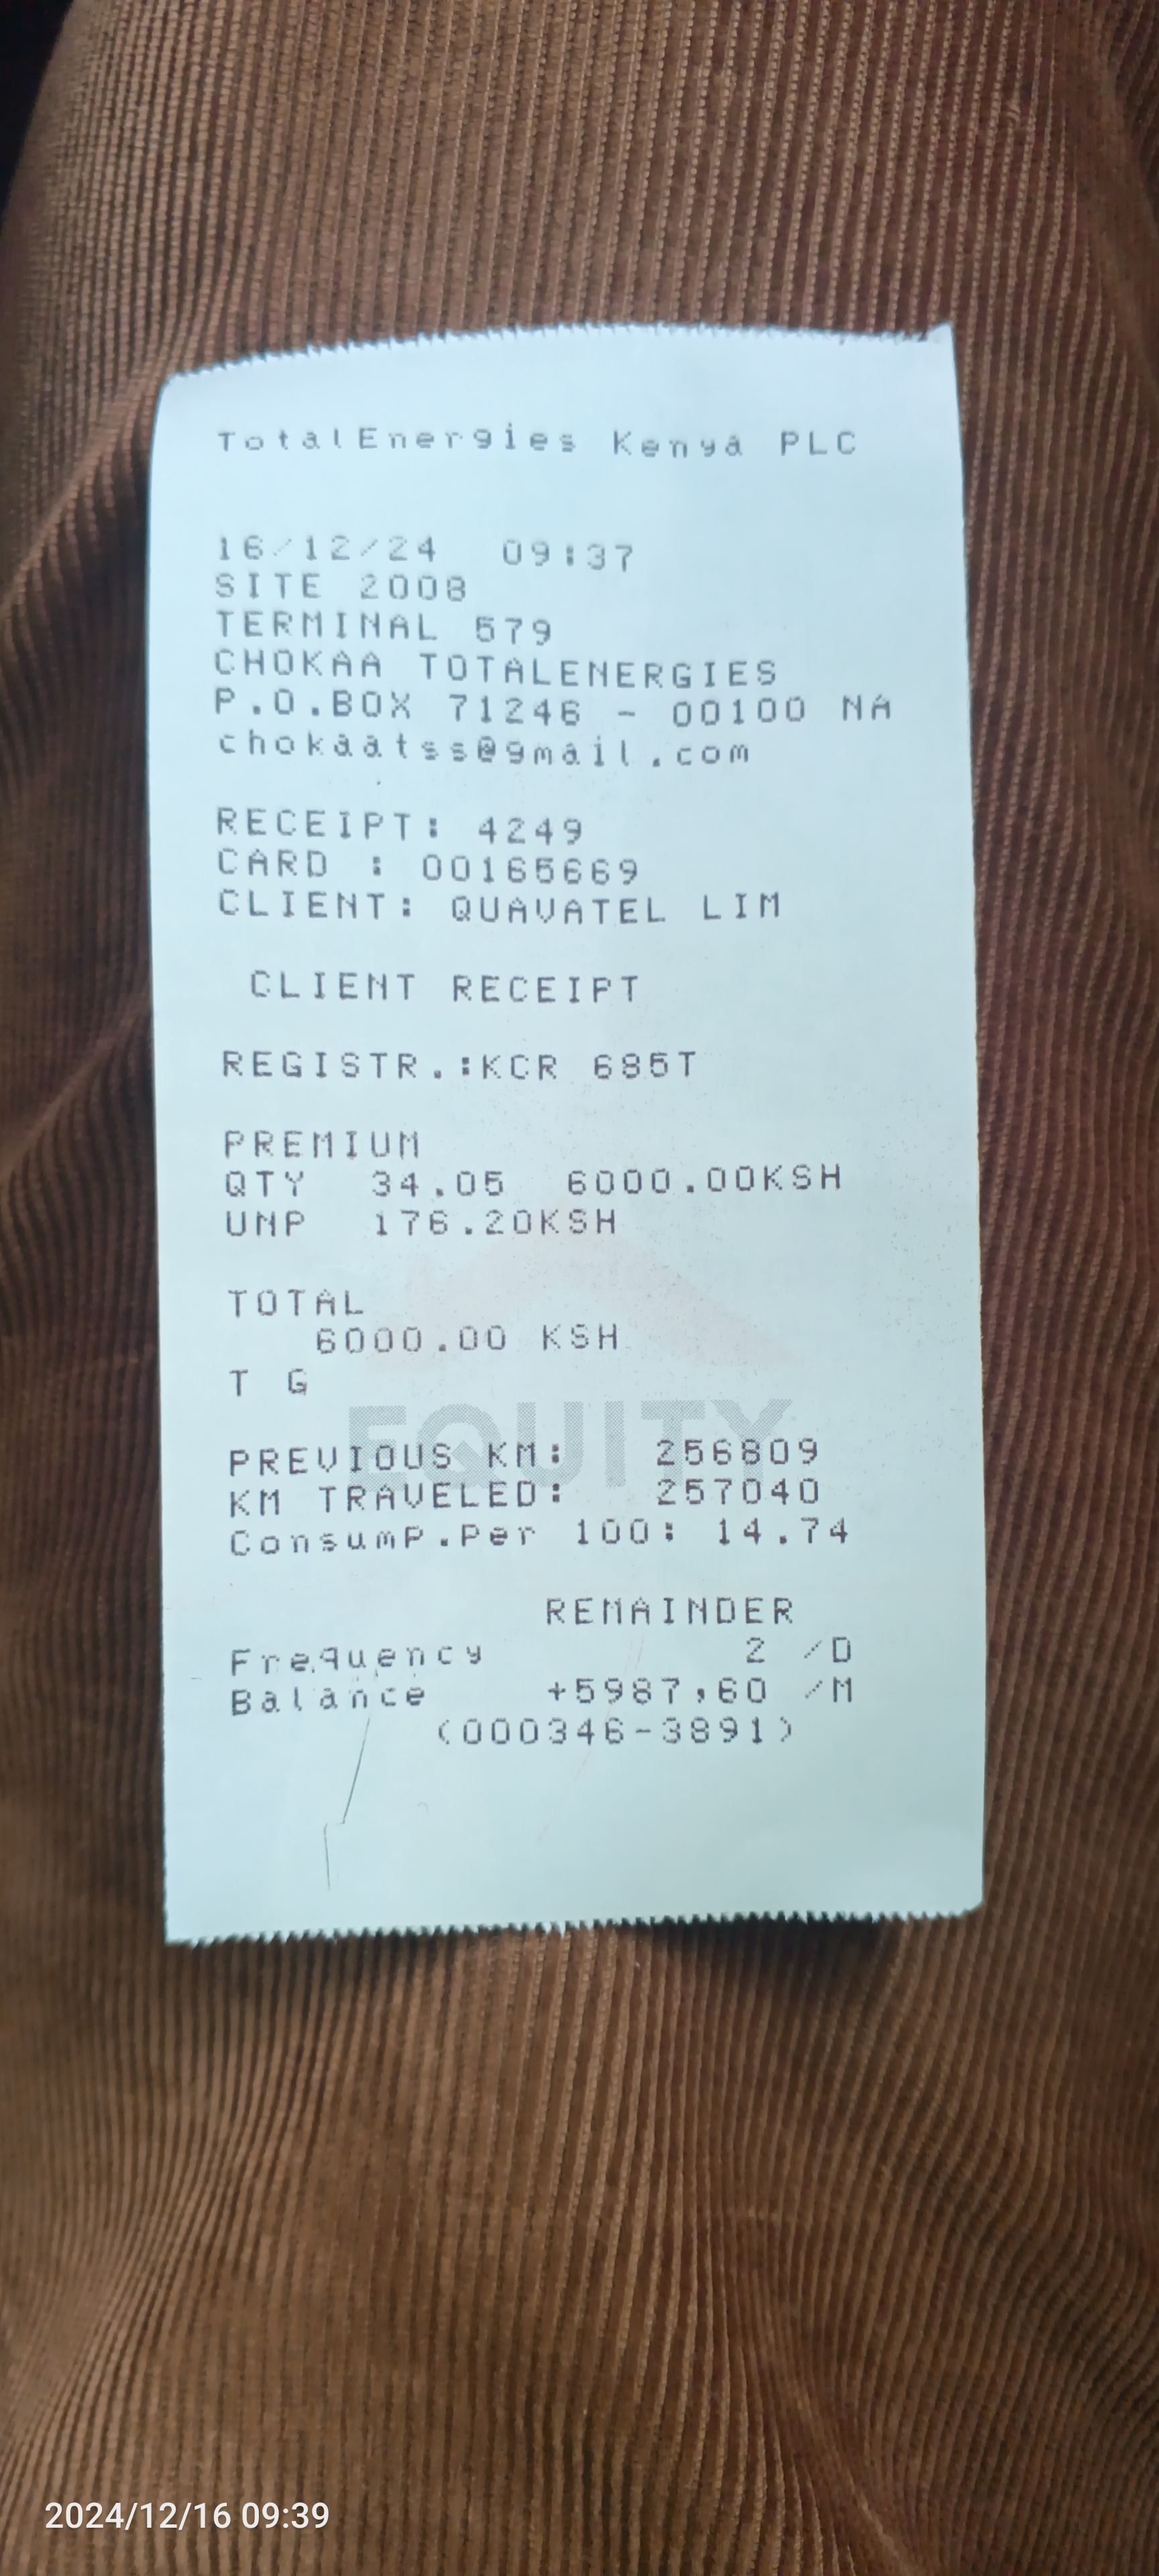 TotalEnergies Kenya PLC
16/12/24 09:37
SITE 2008
TERMINAL 579
CHOKAA TOTALENERGIES
P.O.BOX 71246 - 00100 NA
chokaatss@gmail.com
RECEIPT: 4249
CARD : 00165669
CLIENT: QUAVATEL LIM
CLIENT RECEIPT
REGISTR.:KCR 685T
PREMIUM
QTY 34.05 6000.00KSH
UNP 176.20KSH
TOTAL
6000.00 KSH
T G
EQUITY
PREVIOUS KM: 256809
KM TRAVELED: 257040
Consump.Per 100: 14.74
REMAINDER
Frequency 2 /D
Balance +5987,60 /M
(000346-3891)
2024/12/16 09:39